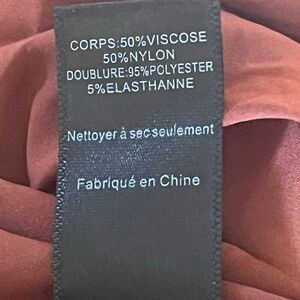 CORPS:50%VISCOSE
50%NYLON
DOUBLURE:95%POLYESTER
5%ELASTHANNE
Nettoyer à sec seulement
Fabriqué en Chine